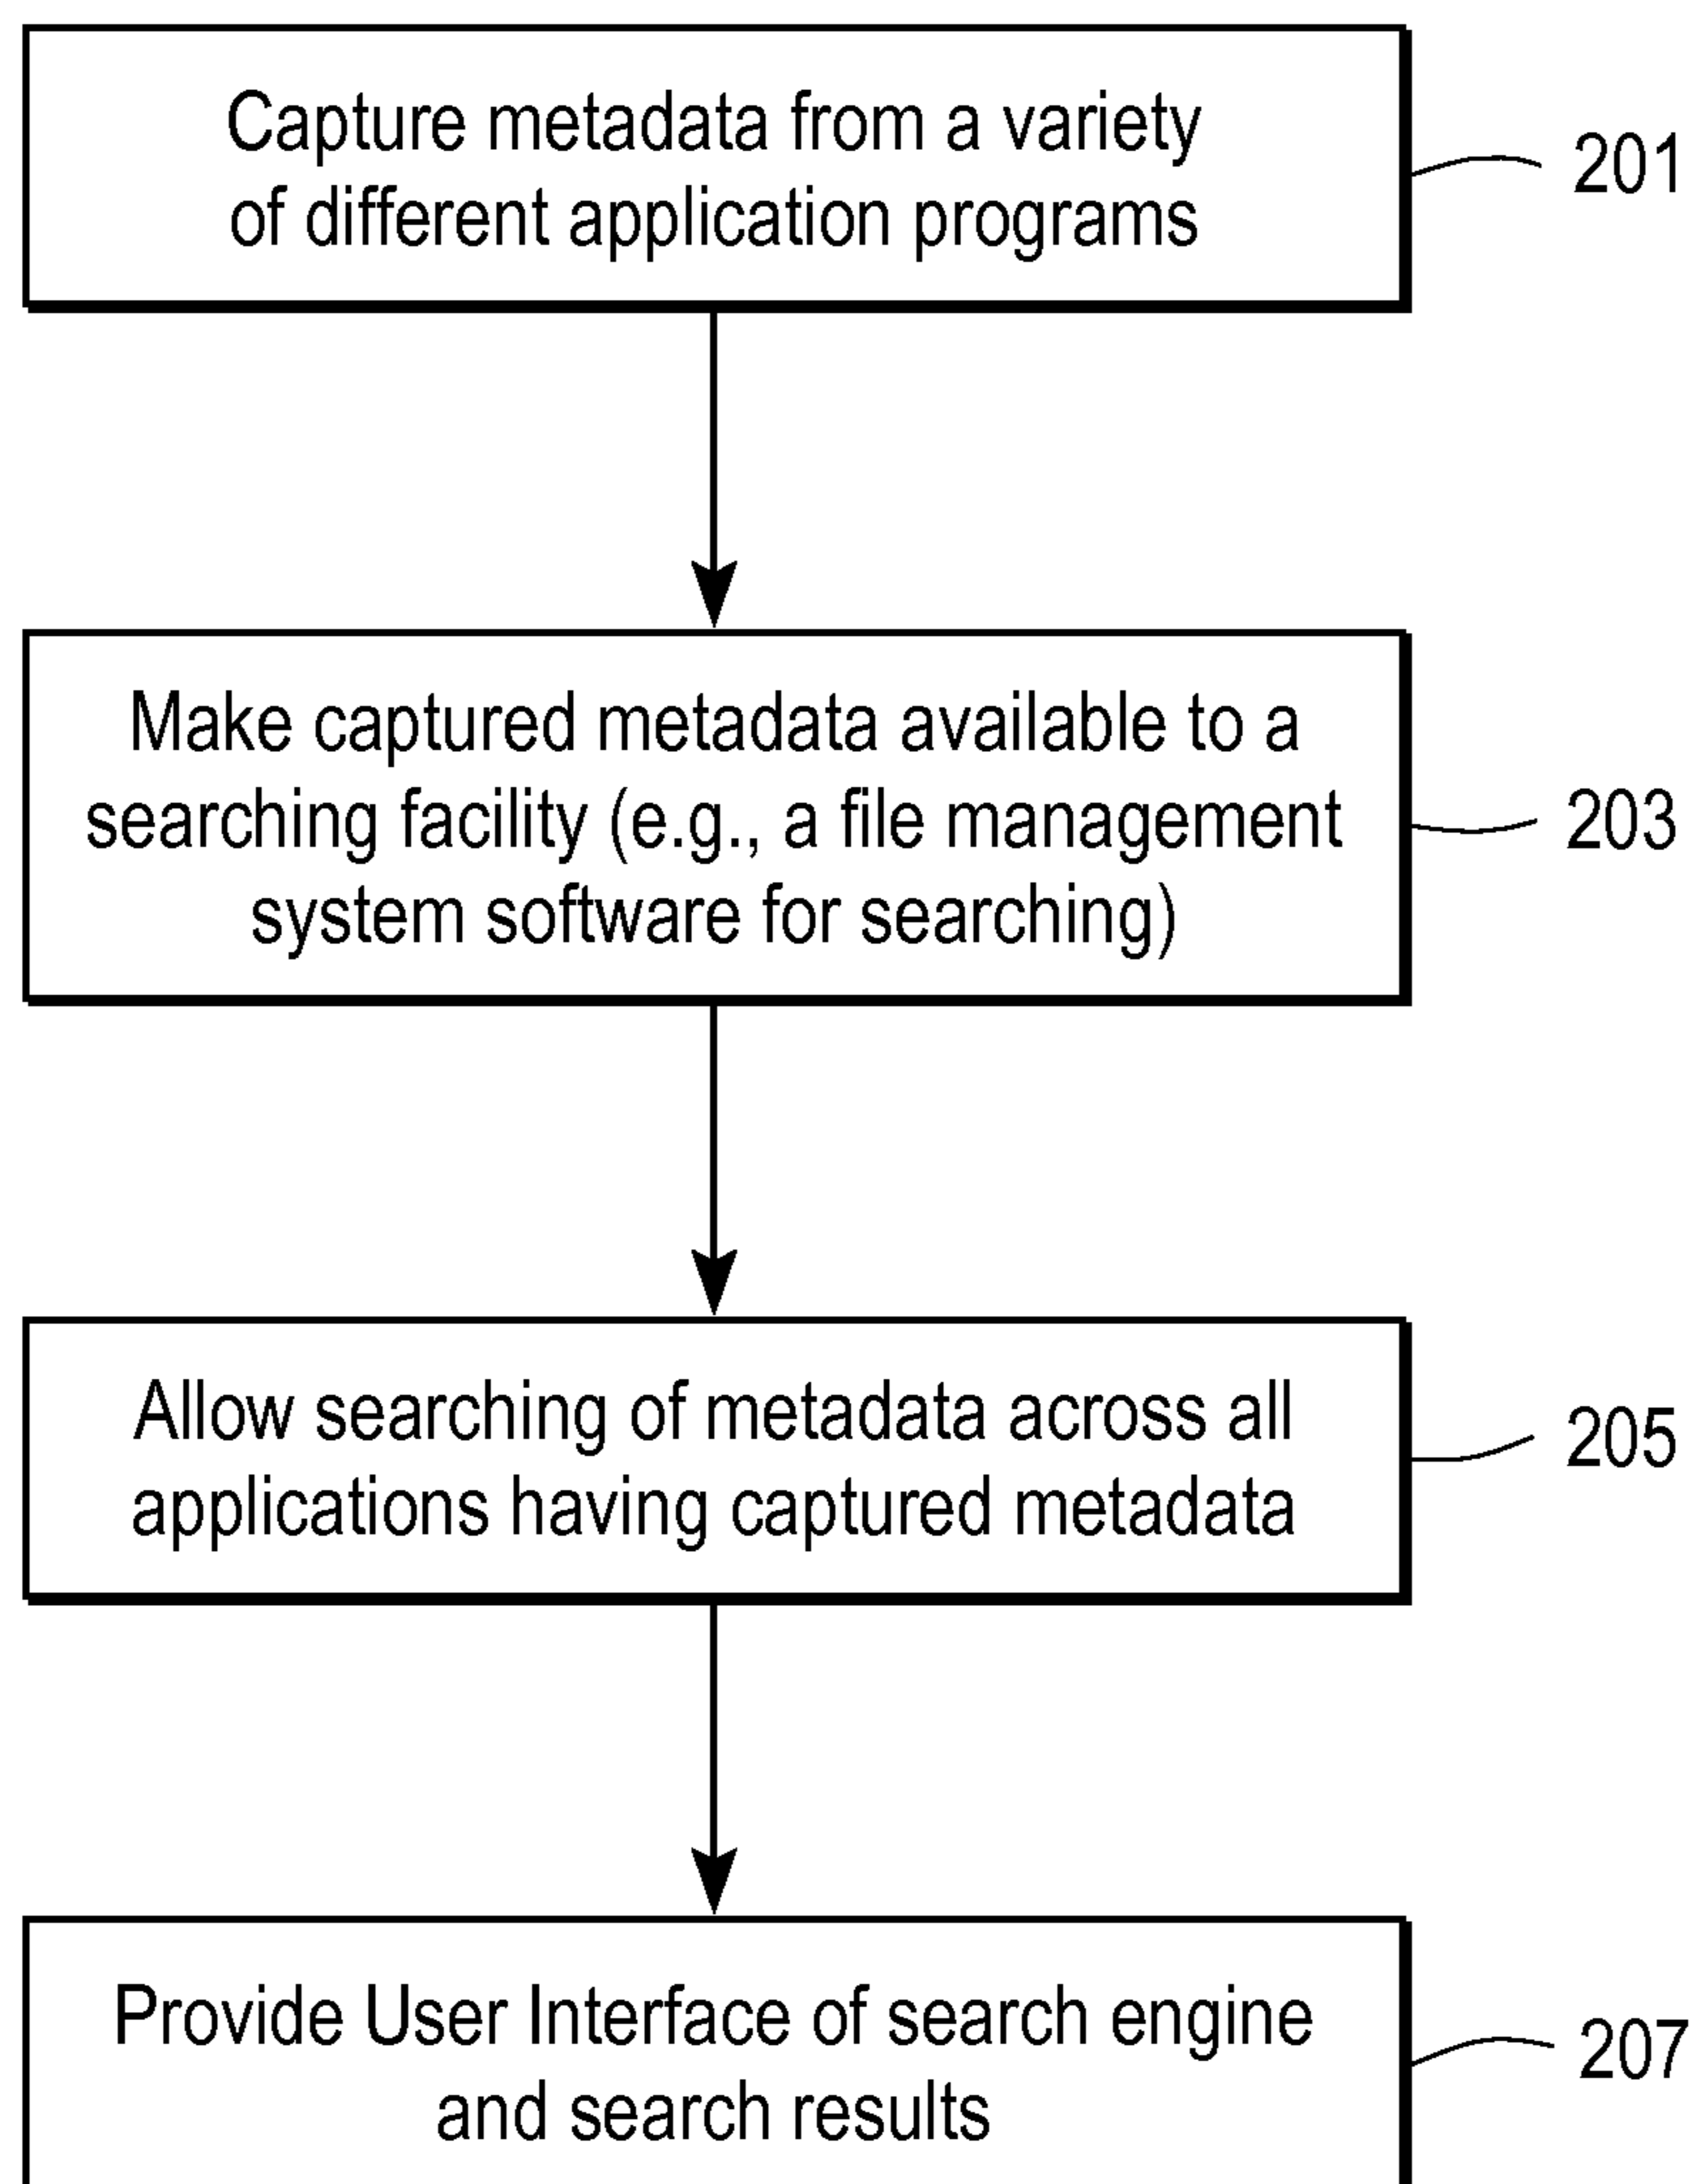 Capture metadata from a variety
of different application programs
201
Make captured metadata available to a
searching facility (e.g., a file management
system software for searching)
203
Allow searching of metadata across all
applications having captured metadata
205
Provide User Interface of search engine
and search results
207